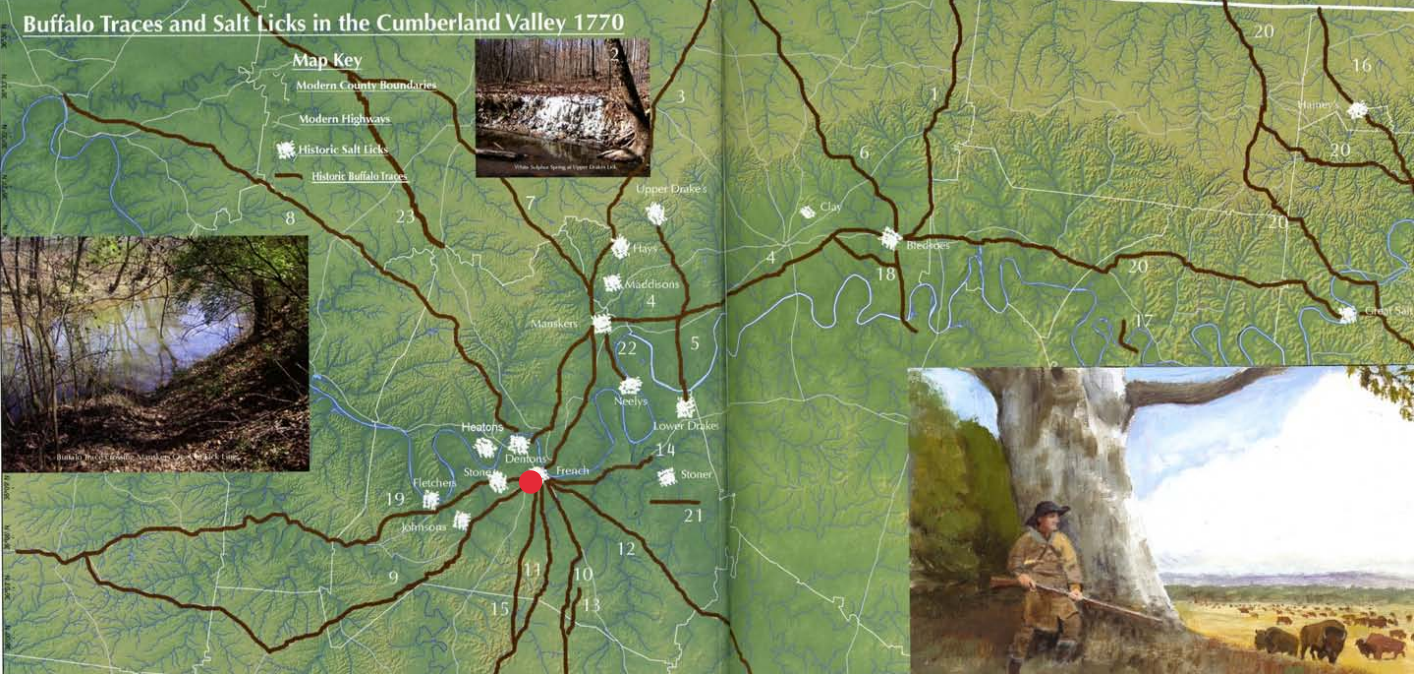 Buffalo Traces and Salt Licks in the Cumberland Valley 1770
Map Key
Modern County Boundaries
Modern Highways
Historic Salt Licks
Historic Buffalo Traces
2
White Sulphur Spring at Upper Drakes Lick
3
1
20
16
Hainey's
6
20
Upper Drake's
Clay
8
23
7
Hays
Bledsoes
20
4
18
20
Maddisons
4
Manskers
Great Salt
17
22
5
Neelys
Lower Drakes
Heatons
Dentons
14
Stone
French
Stoner
Fletchers
19
Johnsons
21
12
9
11
10
15
13